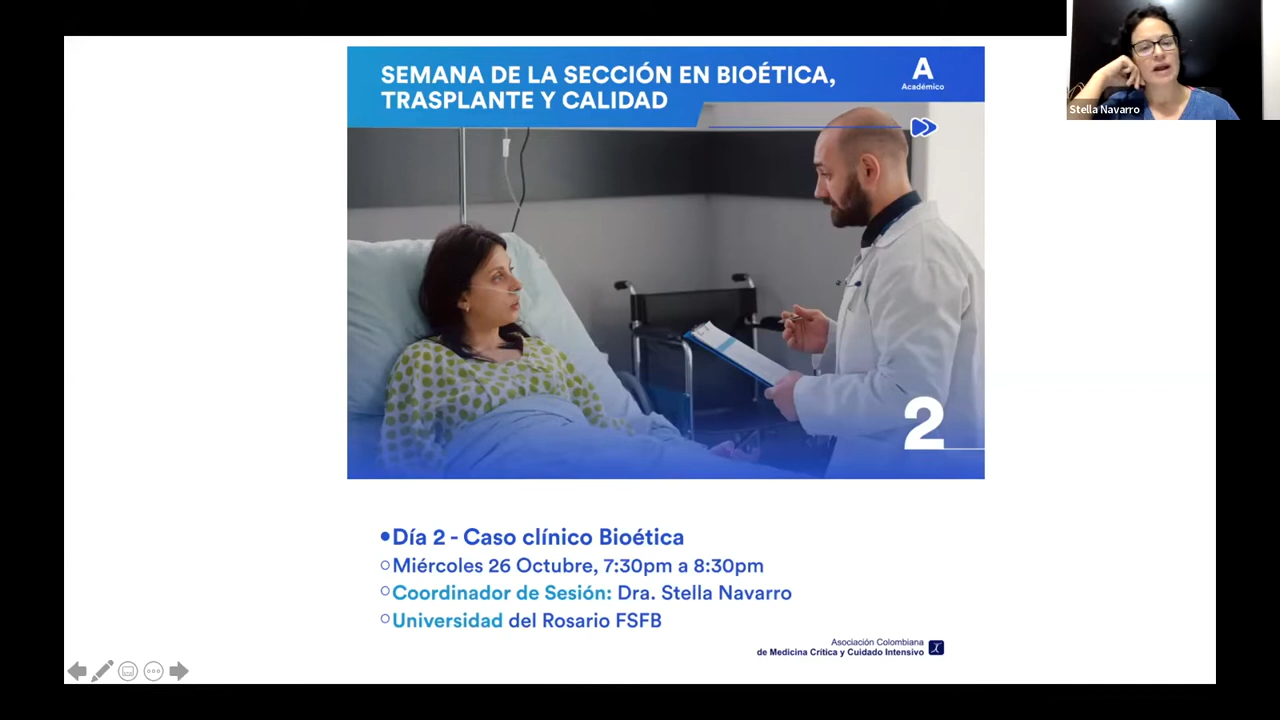 SEMANA DE LA SECCIÓN EN BIOÉTICA,
TRASPLANTE Y CALIDAD
A
Académico
Stella Navarro
2
Día 2 - Caso clínico Bioética
Miércoles 26 Octubre, 7:30pm a 8:30pm
Coordinador de Sesión: Dra. Stella Navarro
Universidad del Rosario FSFB
Asociación Colombiana
de Medicina Crítica y Cuidado Intensivo